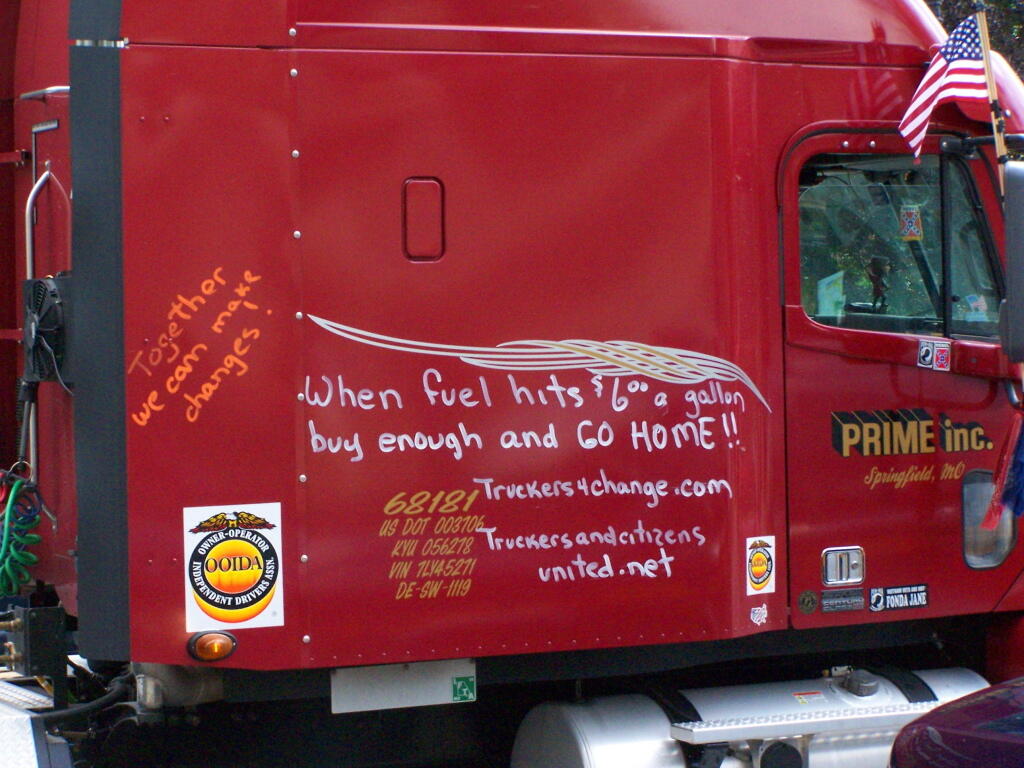 Together
we can make
changes!
When fuel hits $6.00 a gallon
buy enough and GO HOME!!
Truckers4change.com
Truckersandcitizens
united.net
68181
US DOT 003706
KYU 056278
VIN 7LY45271
DE-SW-1119
OWNER-OPERATOR
OOIDA
INDEPENDENT DRIVERS ASSN.
PRIME inc.
Springfield, MO
OOIDA
FONDA JANE